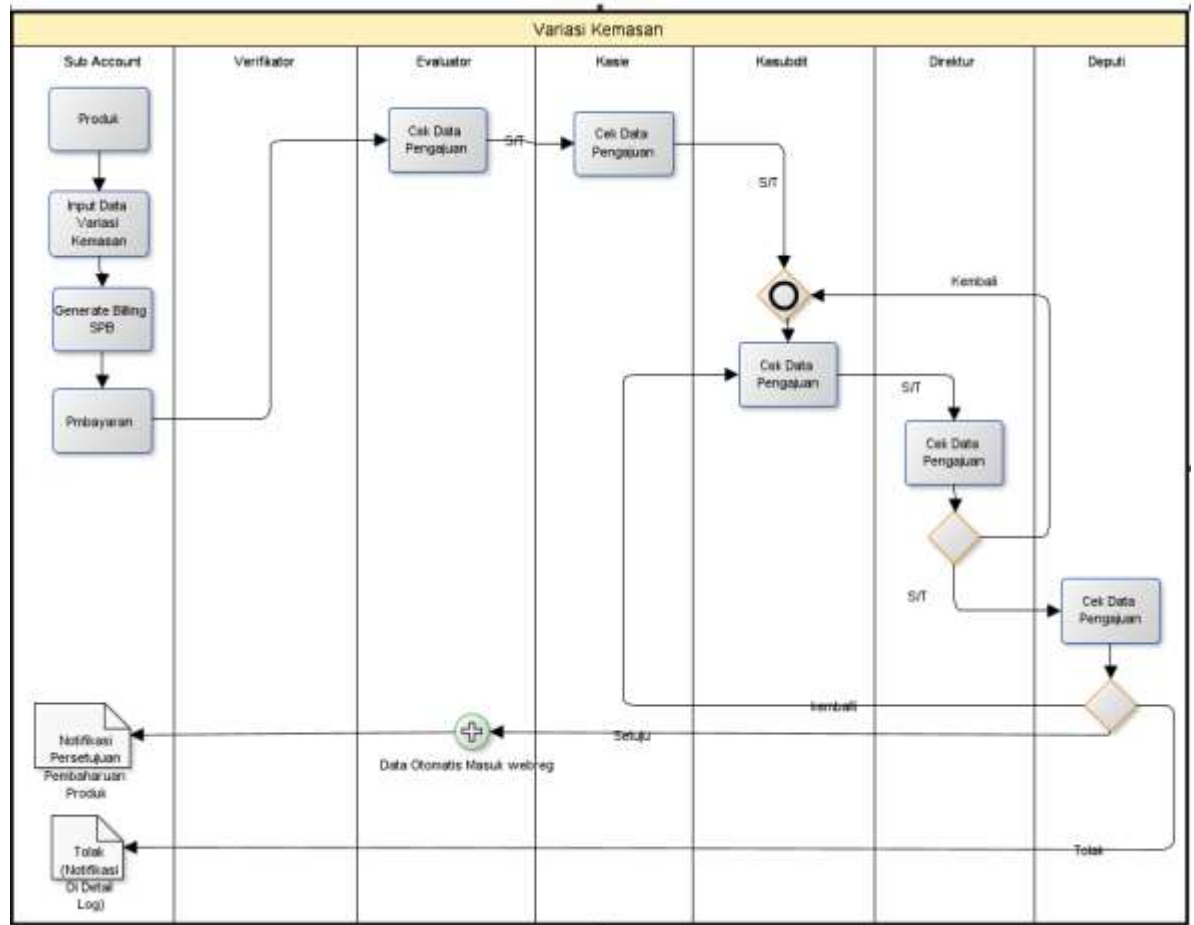 Variasi Kemasan
Sub Account
Verifikator
Evaluator
Kasie
Kasubdit
Direktur
Deputi
Produk
Input Data
Variasi
Kemasan
Generate Billing
SPB
Pmbayaran
Cek Data
Pengajuan
S/T
Cek Data
Pengajuan
S/T
Kembali
Cek Data
Pengajuan
S/T
Cek Data
Pengajuan
S/T
Cek Data
Pengajuan
kembali
Setuju
Data Otomatis Masuk webreg
Notifikasi
Persetujuan
Pembaharuan
Produk
Tolak
Tolak
(Notifikasi
Di Detail
Log)